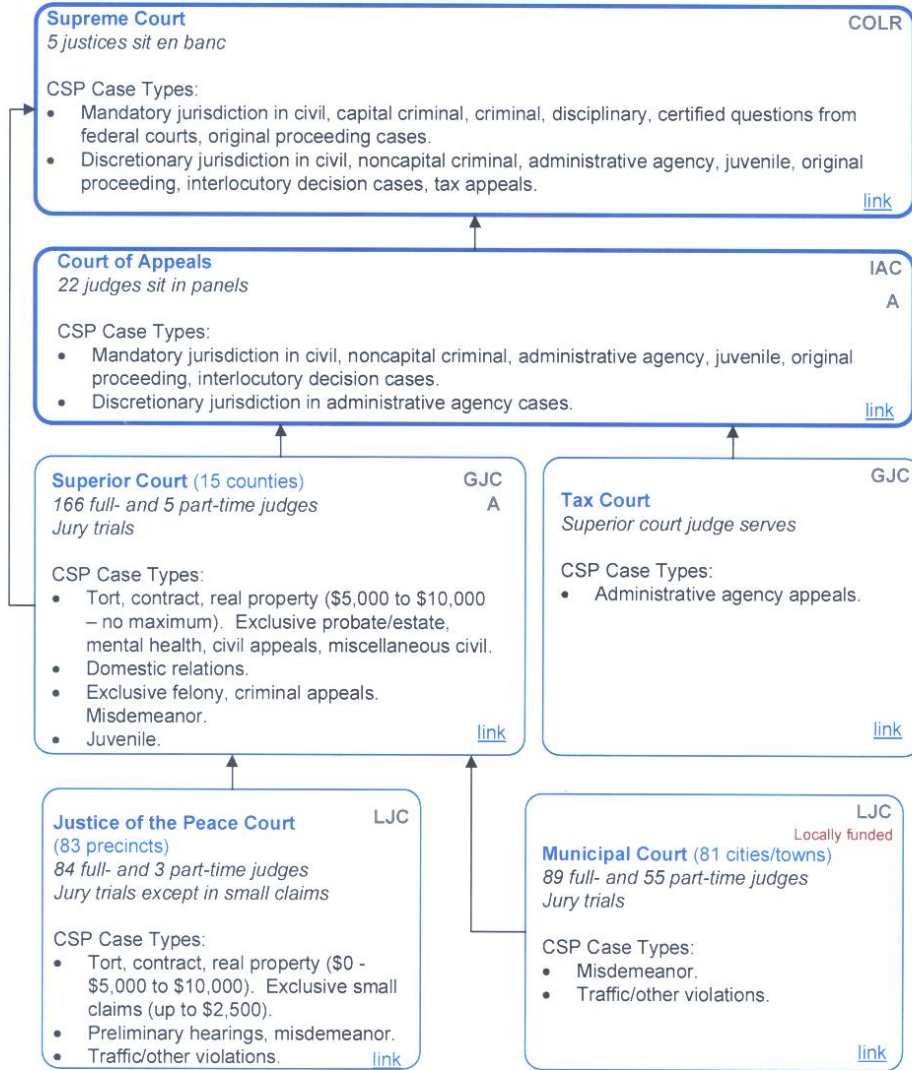 Supreme Court COLR
5 justices sit en banc
CSP Case Types:
• Mandatory jurisdiction in civil, capital criminal, criminal, disciplinary, certified questions from
federal courts, original proceeding cases.
• Discretionary jurisdiction in civil, noncapital criminal, administrative agency, juvenile, original
proceeding, interlocutory decision cases, tax appeals.
link
Court of Appeals IAC
22 judges sit in panels A
CSP Case Types:
• Mandatory jurisdiction in civil, noncapital criminal, administrative agency, juvenile, original
proceeding, interlocutory decision cases.
• Discretionary jurisdiction in administrative agency cases.
link
Superior Court (15 counties) GJC
166 full- and 5 part-time judges A
Jury trials
CSP Case Types:
• Tort, contract, real property ($5,000 to $10,000
– no maximum). Exclusive probate/estate,
mental health, civil appeals, miscellaneous civil.
• Domestic relations.
• Exclusive felony, criminal appeals.
Misdemeanor.
• Juvenile.
link
GJC
Tax Court
Superior court judge serves
CSP Case Types:
• Administrative agency appeals.
link
Justice of the Peace Court LJC
(83 precincts)
84 full- and 3 part-time judges
Jury trials except in small claims
CSP Case Types:
• Tort, contract, real property ($0 -
$5,000 to $10,000). Exclusive small
claims (up to $2,500).
• Preliminary hearings, misdemeanor.
• Traffic/other violations.
link
LJC
Locally funded
Municipal Court (81 cities/towns)
89 full- and 55 part-time judges
Jury trials
CSP Case Types:
• Misdemeanor.
• Traffic/other violations.
link